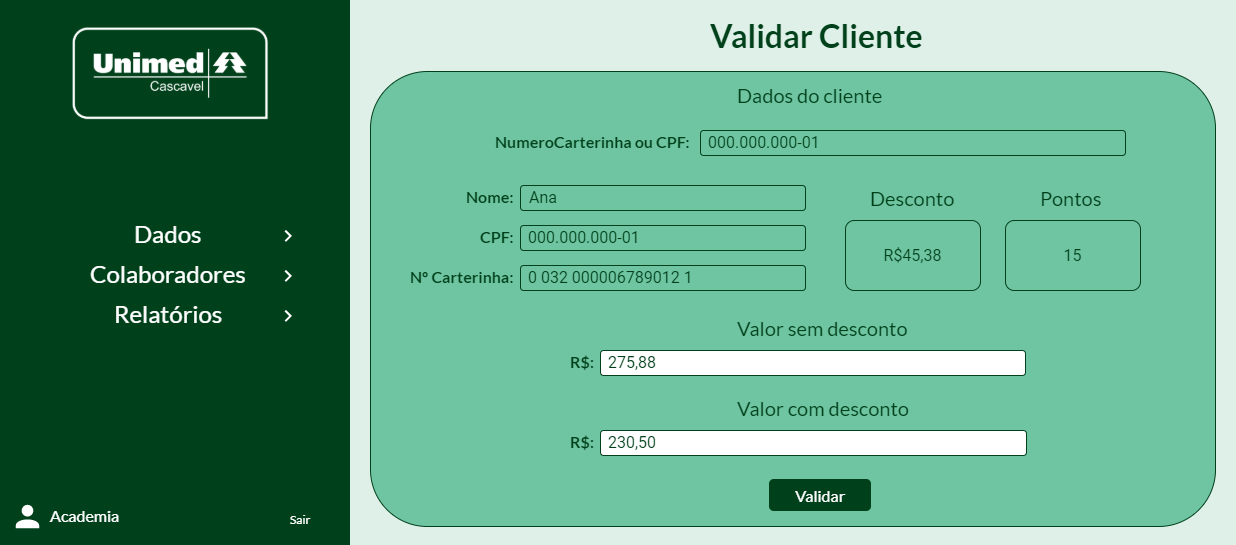 Unimed
Cascavel
Dados
Colaboradores
Relatórios
Academia
Sair
Validar Cliente
Dados do cliente
NumeroCarterinha ou CPF: 000.000.000-01
Nome: Ana
CPF: 000.000.000-01
Nº Carterinha: 0 032 000006789012 1
Desconto
R$45,38
Pontos
15
Valor sem desconto
R$: 275,88
Valor com desconto
R$: 230,50
Validar